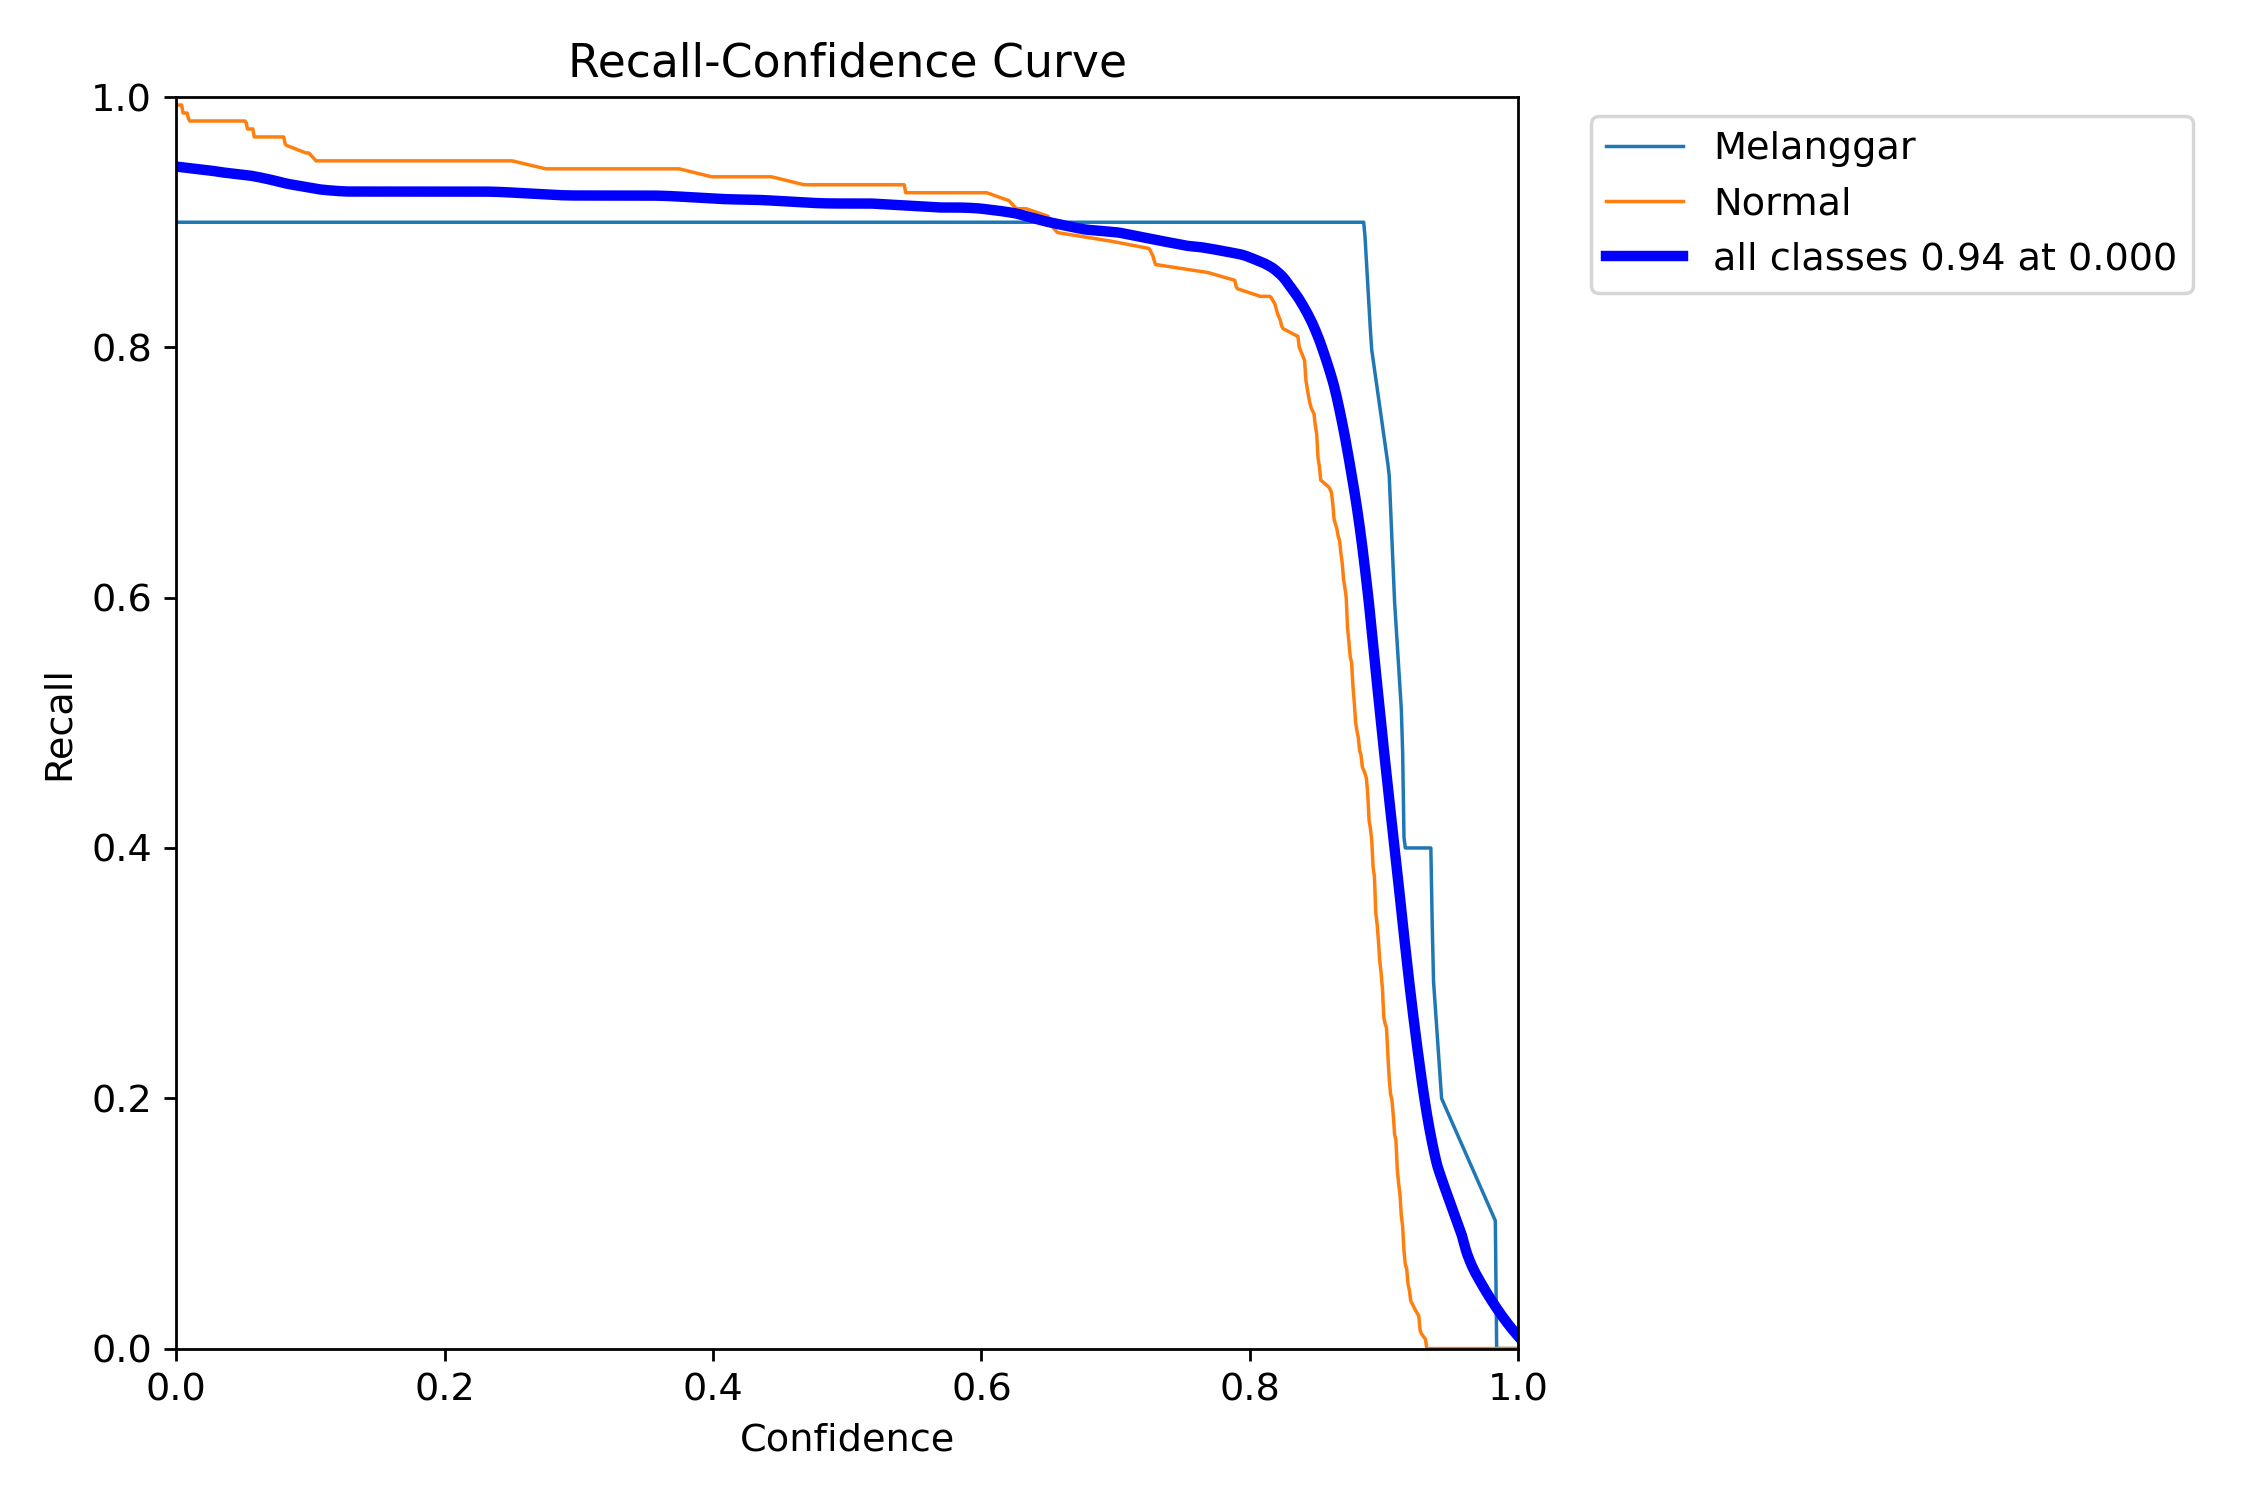 Recall-Confidence Curve
1.0
0.8
0.6
0.4
0.2
0.0
Recall
0.0 0.2 0.4 0.6 0.8 1.0
Confidence
Melanggar
Normal
all classes 0.94 at 0.000